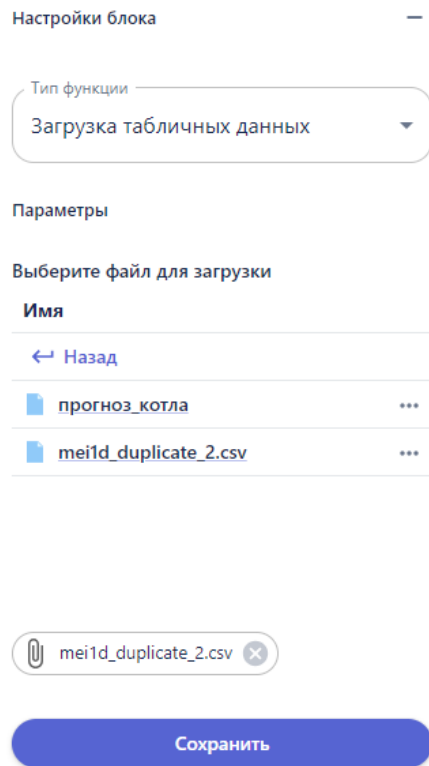 Настройки блока
Тип функции
Загрузка табличных данных
Параметры
Выберите файл для загрузки
Имя
Назад
прогноз_котла
mei1d_duplicate_2.csv
mei1d_duplicate_2.csv
Сохранить